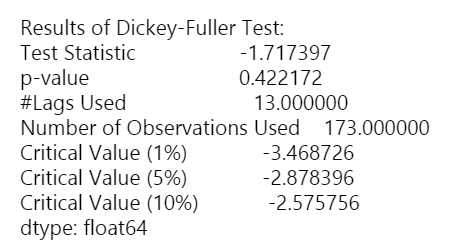 Results of Dickey-Fuller Test:
Test Statistic -1.717397
p-value 0.422172
#Lags Used 13.000000
Number of Observations Used 173.000000
Critical Value (1%) -3.468726
Critical Value (5%) -2.878396
Critical Value (10%) -2.575756
dtype: float64